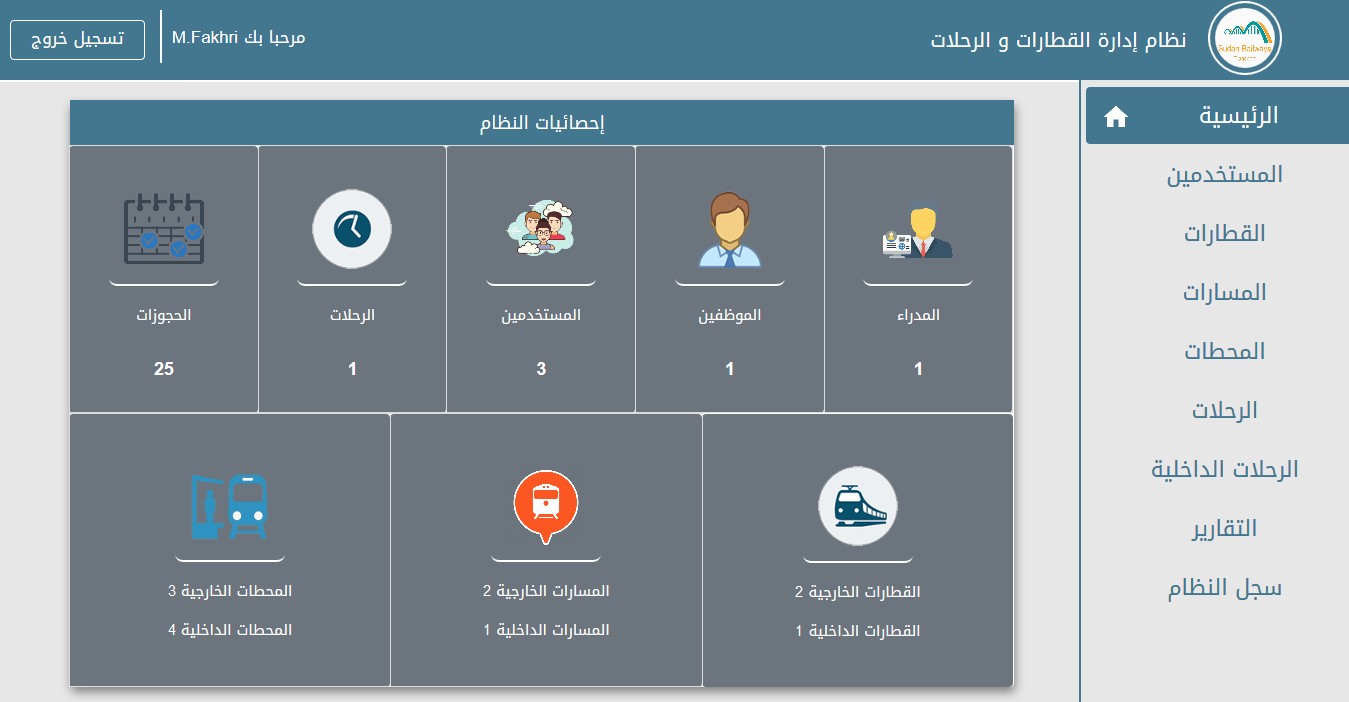 Sudan Railways
نظام إدارة القطارات و الرحلات
مرحبا بك M.Fakhri
تسجيل خروج
الرئيسية
المستخدمين
القطارات
المسارات
المحطات
الرحلات
الرحلات الداخلية
التقارير
سجل النظام
إحصائيات النظام
المدراء
1
الموظفين
1
المستخدمين
3
الرحلات
1
الحجوزات
25
القطارات الخارجية 2
القطارات الداخلية 1
المسارات الخارجية 2
المسارات الداخلية 1
المحطات الخارجية 3
المحطات الداخلية 4